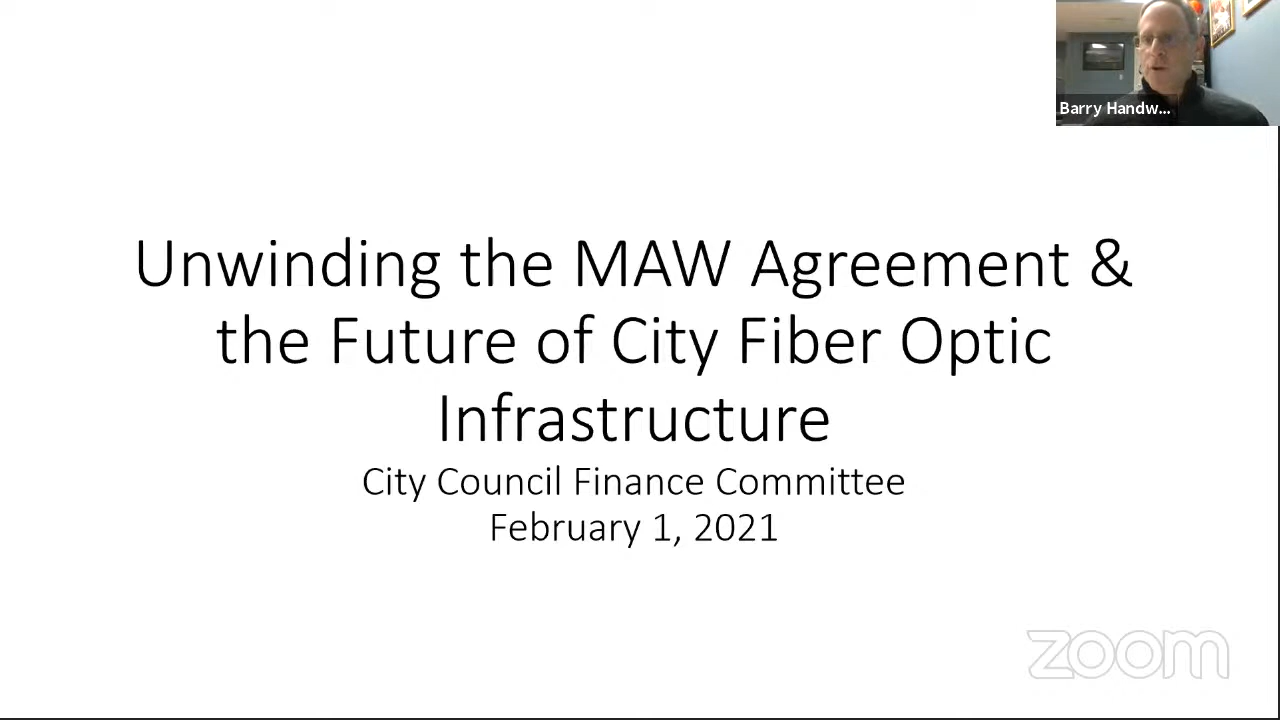 Barry Handw...
Unwinding the MAW Agreement &
the Future of City Fiber Optic
Infrastructure
City Council Finance Committee
February 1, 2021
zoom